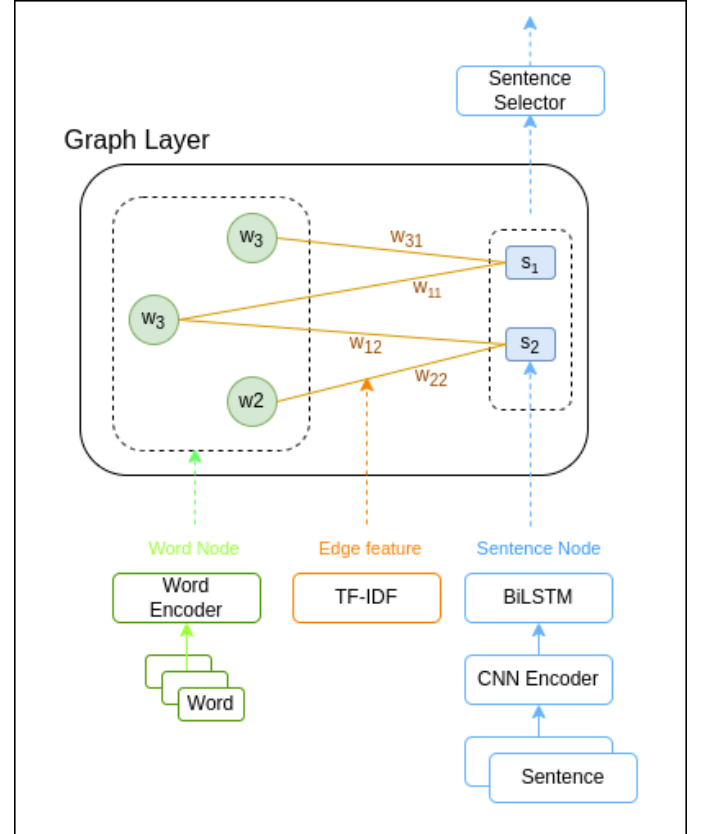 Sentence
Selector
Graph Layer
w₃
w₃₁
s₁
w₁₁
w₃
w₁₂
s₂
w₂₂
w2
Word Node
Edge feature
Sentence Node
Word
Encoder
TF-IDF
BiLSTM
CNN Encoder
Word
Sentence